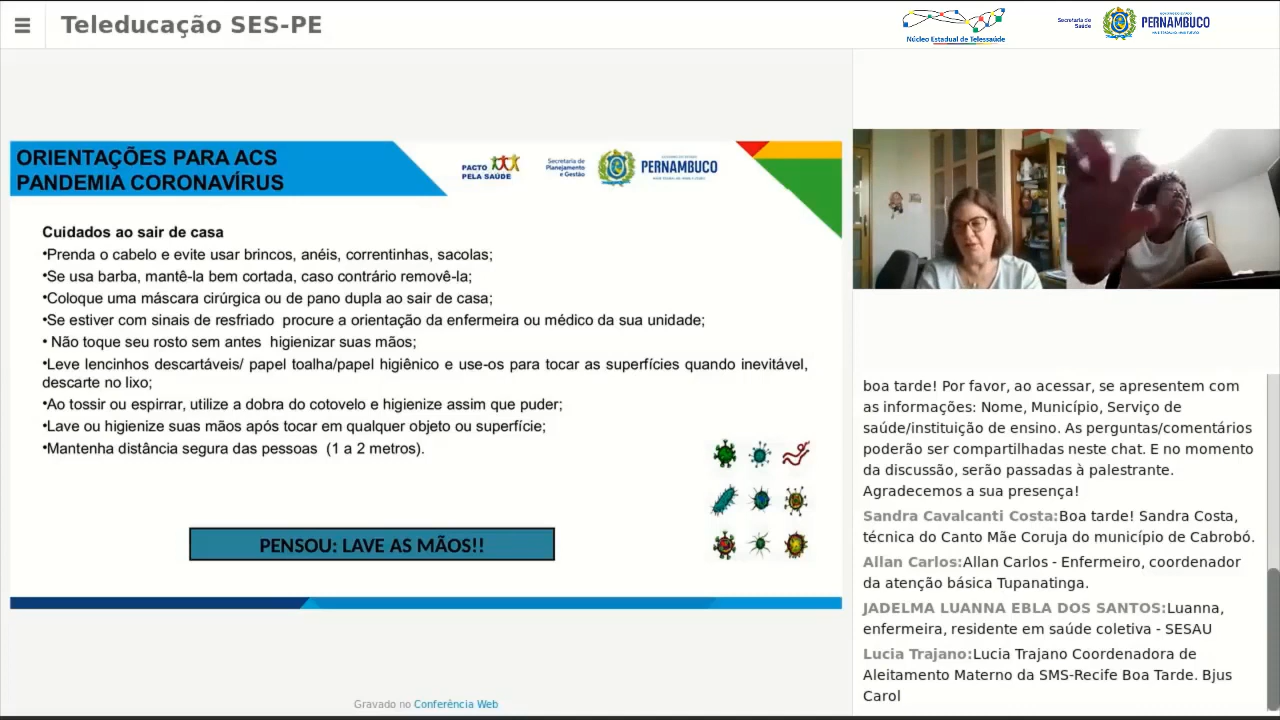 Teleducação SES-PE
Núcleo Estadual de Telessaúde
Secretaria de
Saúde
PERNAMBUCO
ORIENTAÇÕES PARA ACS
PANDEMIA CORONAVÍRUS
PACTO
PELA SAÚDE
Secretaria de
Planejamento
e Gestão
PERNAMBUCO
Cuidados ao sair de casa
•Prenda o cabelo e evite usar brincos, anéis, correntinhas, sacolas;
•Se usa barba, mantê-la bem cortada, caso contrário removê-la;
•Coloque uma máscara cirúrgica ou de pano dupla ao sair de casa;
•Se estiver com sinais de resfriado procure a orientação da enfermeira ou médico da sua unidade;
• Não toque seu rosto sem antes higienizar suas mãos;
•Leve lencinhos descartáveis/ papel toalha/papel higiênico e use-os para tocar as superfícies quando inevitável,
descarte no lixo;
•Ao tossir ou espirrar, utilize a dobra do cotovelo e higienize assim que puder;
•Lave ou higienize suas mãos após tocar em qualquer objeto ou superfície;
•Mantenha distância segura das pessoas (1 a 2 metros).
PENSOU: LAVE AS MÃOS!!
Gravado no Conferência Web
boa tarde! Por favor, ao acessar, se apresentem com
as informações: Nome, Município, Serviço de
saúde/instituição de ensino. As perguntas/comentários
poderão ser compartilhadas neste chat. E no momento
da discussão, serão passadas à palestrante.
Agradecemos a sua presença!
Sandra Cavalcanti Costa:Boa tarde! Sandra Costa,
técnica do Canto Mãe Coruja do município de Cabrobó.
Allan Carlos:Allan Carlos - Enfermeiro, coordenador
da atenção básica Tupanatinga.
JADELMA LUANNA EBLA DOS SANTOS:Luanna,
enfermeira, residente em saúde coletiva - SESAU
Lucia Trajano:Lucia Trajano Coordenadora de
Aleitamento Materno da SMS-Recife Boa Tarde. Bjus
Carol